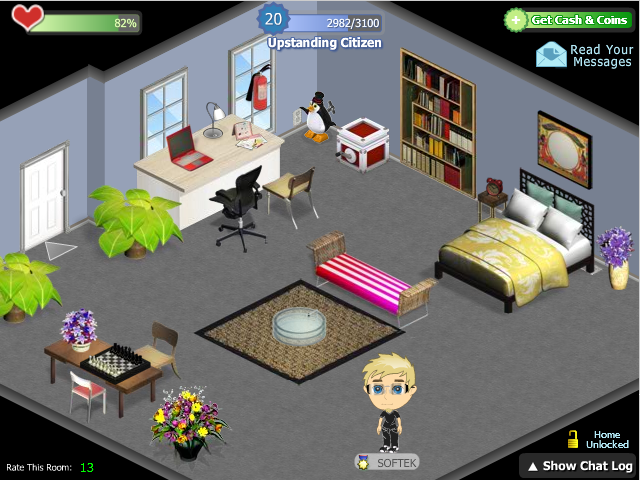 82%
20
2982/3100
Upstanding Citizen
Get Cash & Coins
Read Your
Messages
SOFTEK
Home
Unlocked
Rate This Room: 13
▲ Show Chat Log